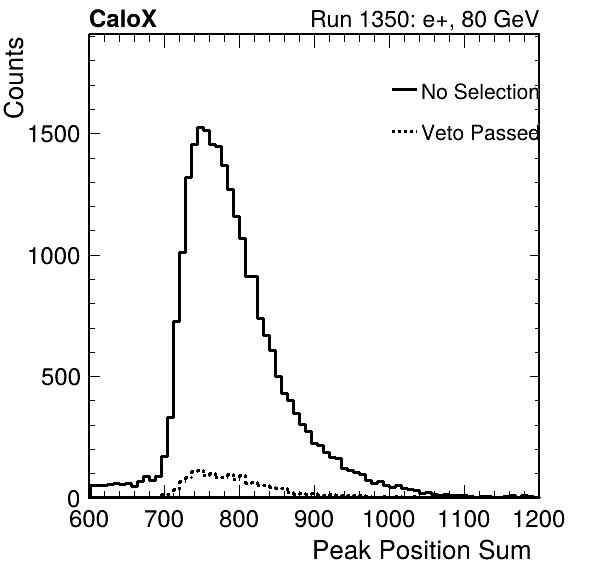 CaloX Run 1350: e+, 80 GeV
Counts
No Selection
Veto Passed
1500
1000
500
0
600 700 800 900 1000 1100 1200
Peak Position Sum